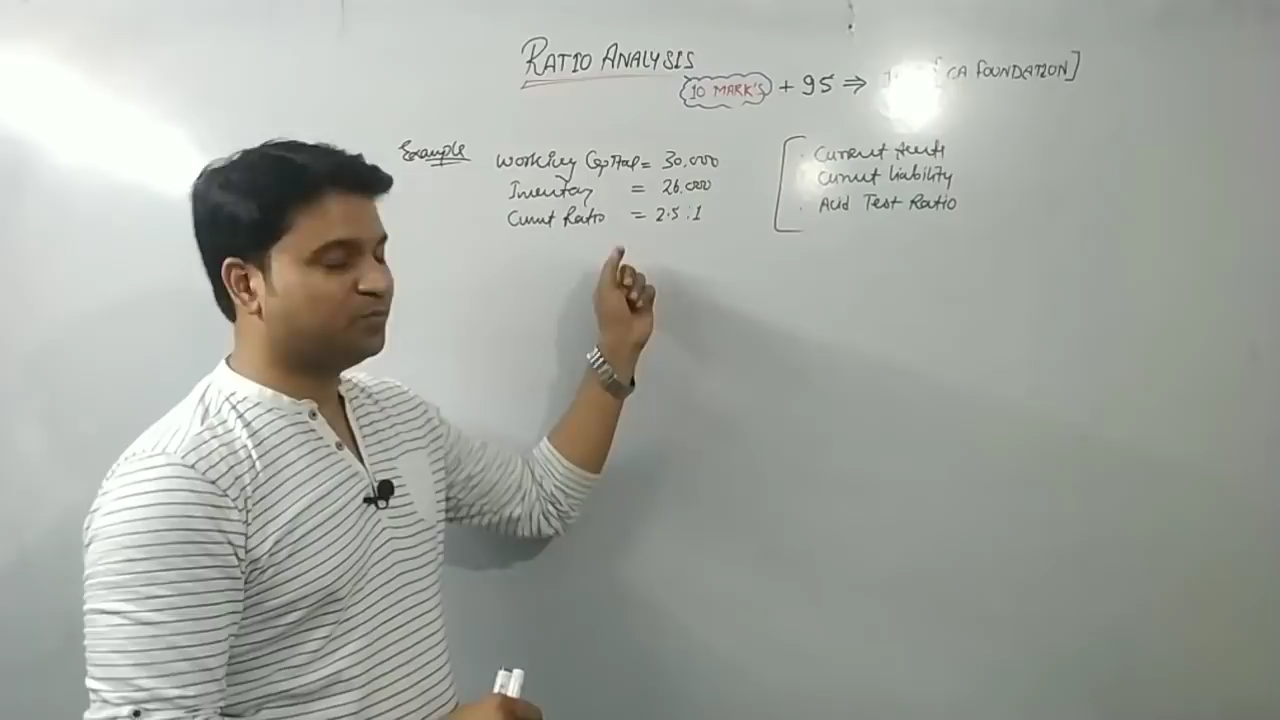 RATIO ANALYSIS
10 MARK'S + 95 ⇒ [CA FOUNDATION]
Example
Working Capital = 30,000
Inventory = 26,000
Current Ratio = 2.5:1
Current Assets
Current Liability
Acid Test Ratio